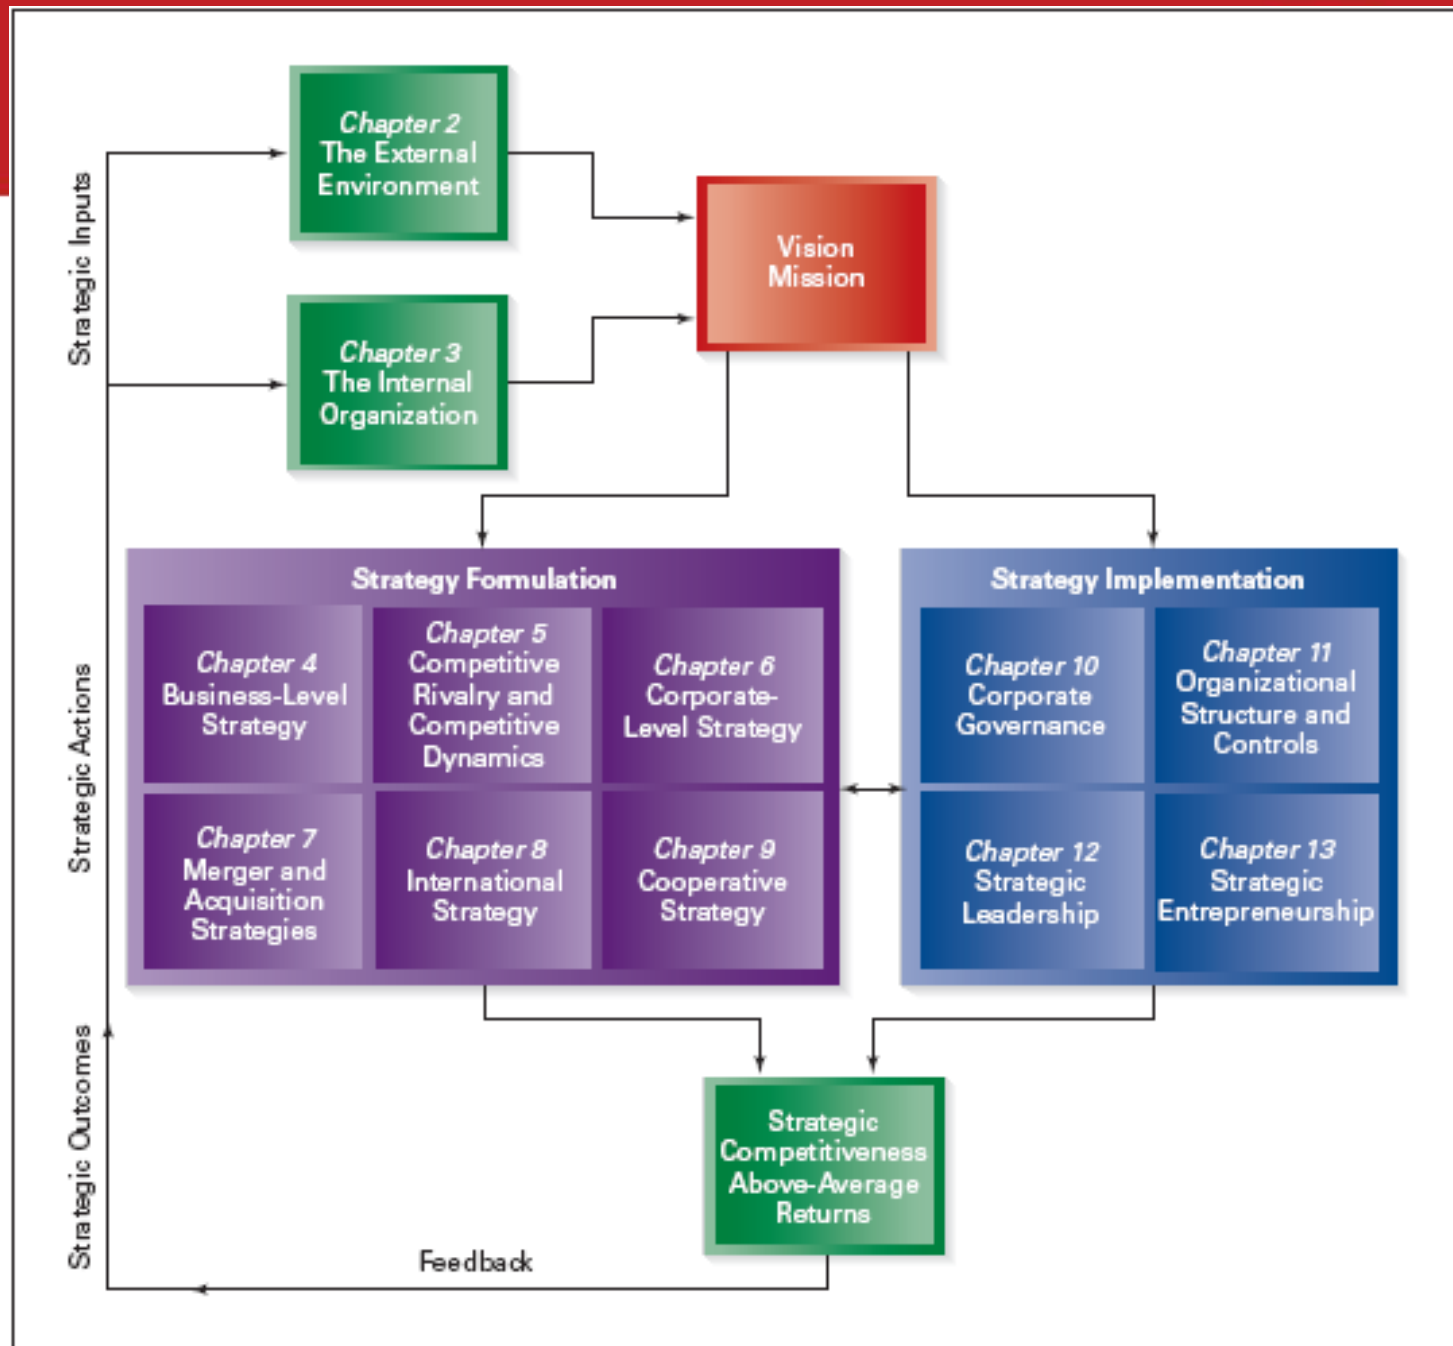 Strategic Inputs
Chapter 2
The External
Environment
Vision
Mission
Chapter 3
The Internal
Organization
Strategic Actions
Strategy Formulation
Chapter 4
Business-Level
Strategy
Chapter 5
Competitive
Rivalry and
Competitive
Dynamics
Chapter 6
Corporate-
Level Strategy
Chapter 7
Merger and
Acquisition
Strategies
Chapter 8
International
Strategy
Chapter 9
Cooperative
Strategy
Strategy Implementation
Chapter 10
Corporate
Governance
Chapter 11
Organizational
Structure and
Controls
Chapter 12
Strategic
Leadership
Chapter 13
Strategic
Entrepreneurship
Strategic Outcomes
Strategic
Competitiveness
Above-Average
Returns
Feedback